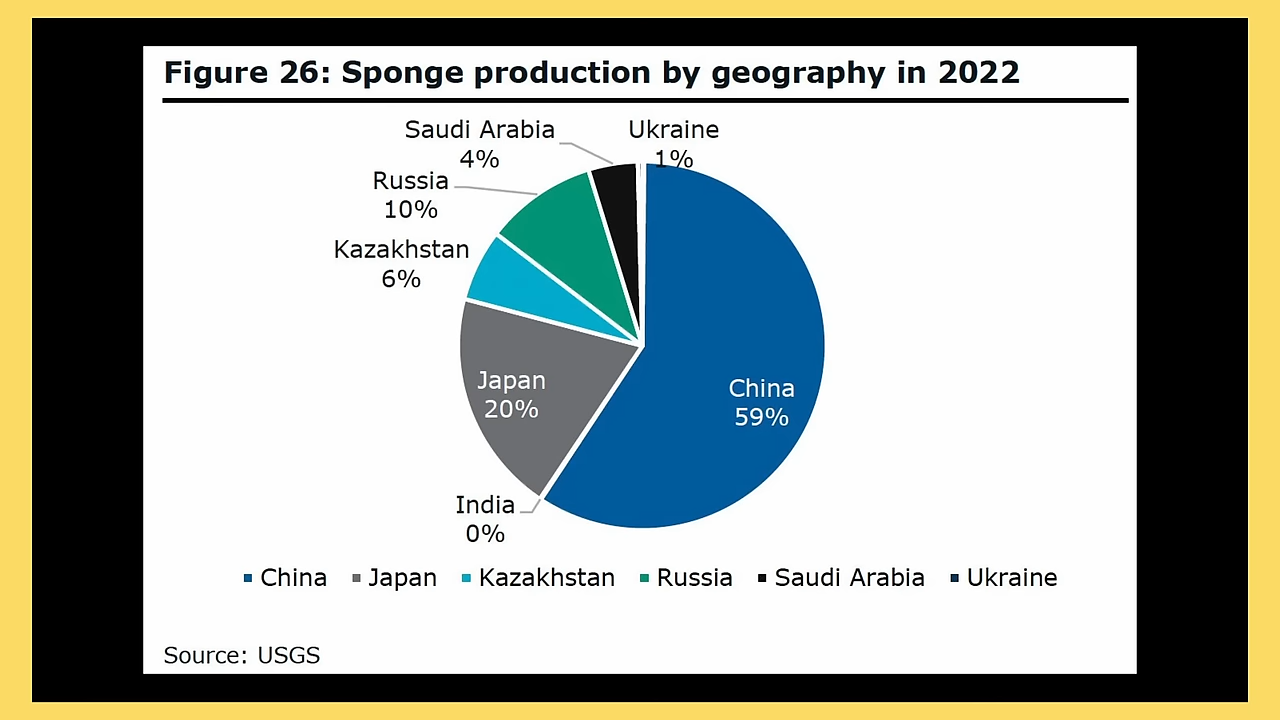 Figure 26: Sponge production by geography in 2022
Saudi Arabia
4%
Ukraine
1%
Russia
10%
Kazakhstan
6%
Japan
20%
China
59%
India
0%
China Japan Kazakhstan Russia Saudi Arabia Ukraine
Source: USGS